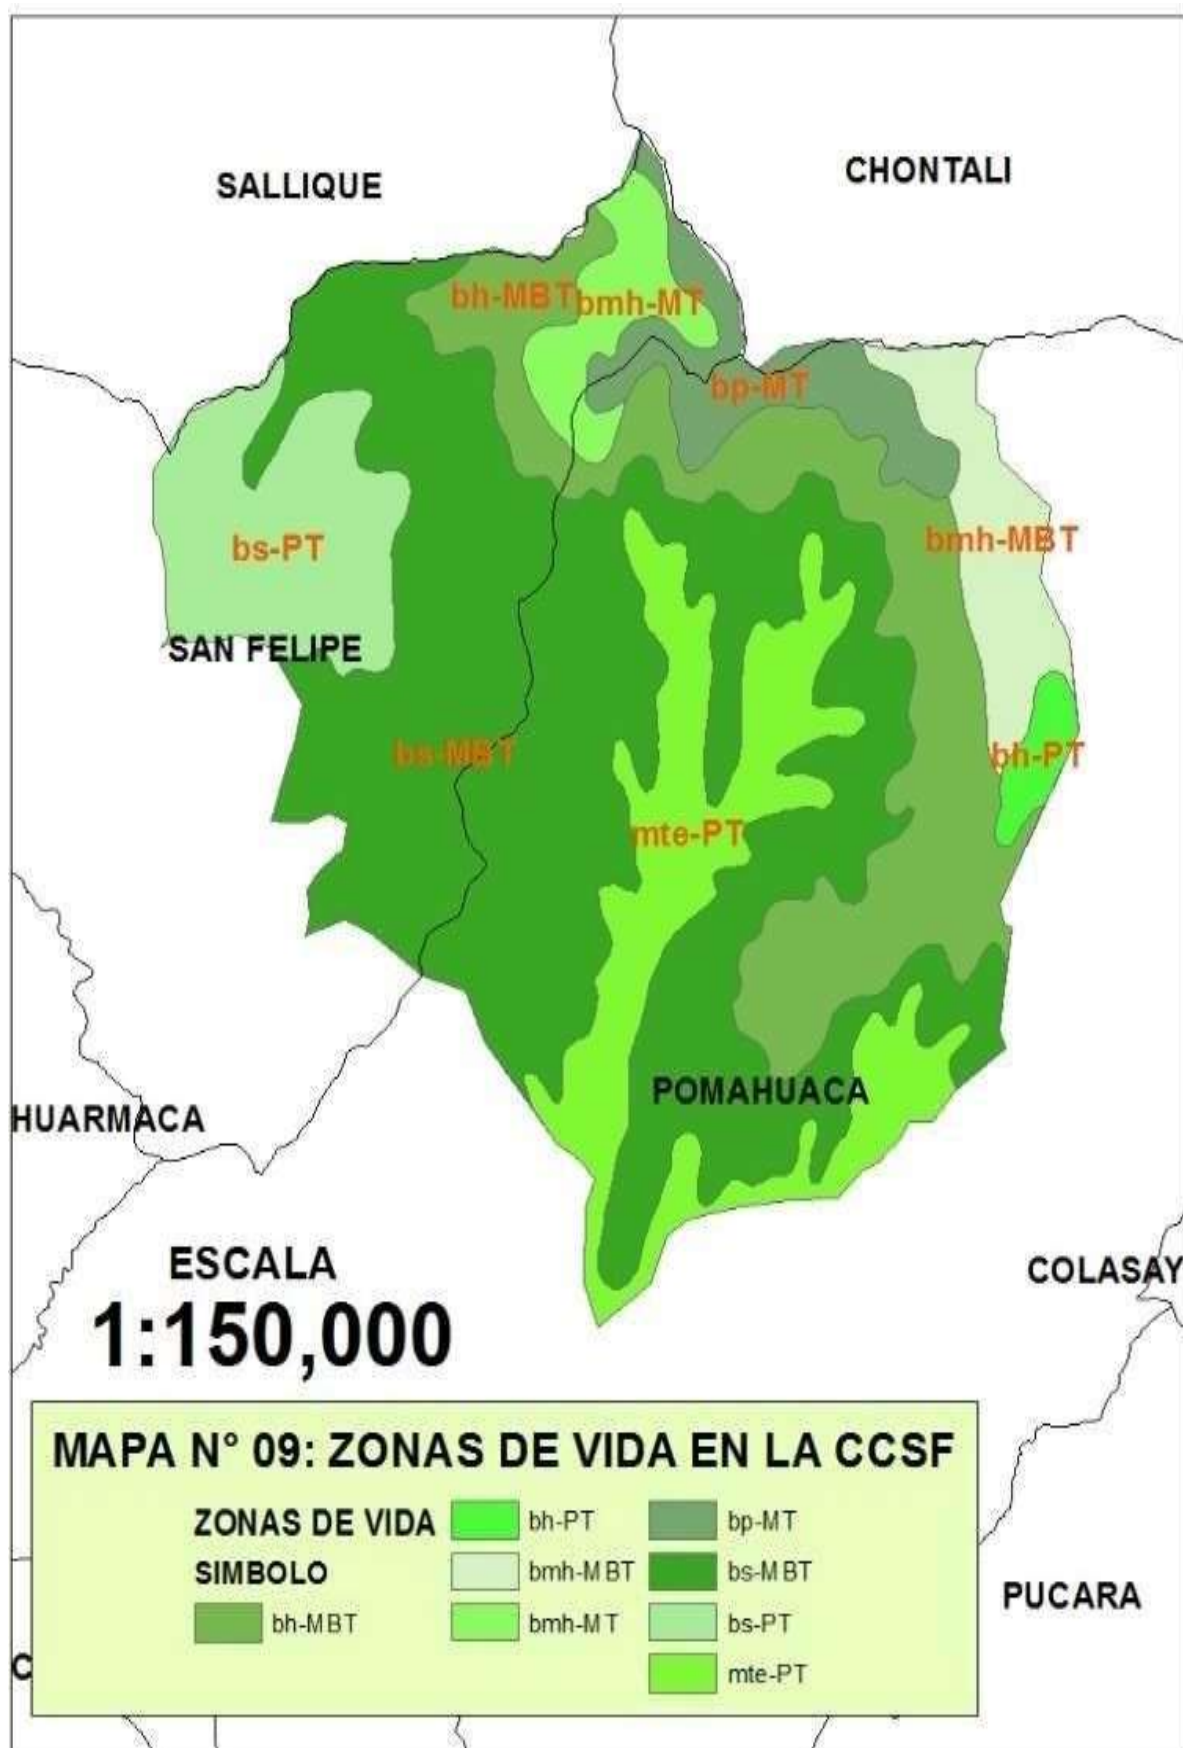 SALLIQUE
CHONTALI
bh-MBT
bmh-MT
bp-MT
bmh-MBT
bs-PT
SAN FELIPE
bs-MBT
bh-PT
mte-PT
POMAHUACA
HUARMACA
ESCALA
1:150,000
COLASAY
MAPA N° 09: ZONAS DE VIDA EN LA CCSF
ZONAS DE VIDA
SIMBOLO
bh-MBT
bh-PT
bmh-MBT
bmh-MT
bp-MT
bs-MBT
bs-PT
mte-PT
PUCARA
C